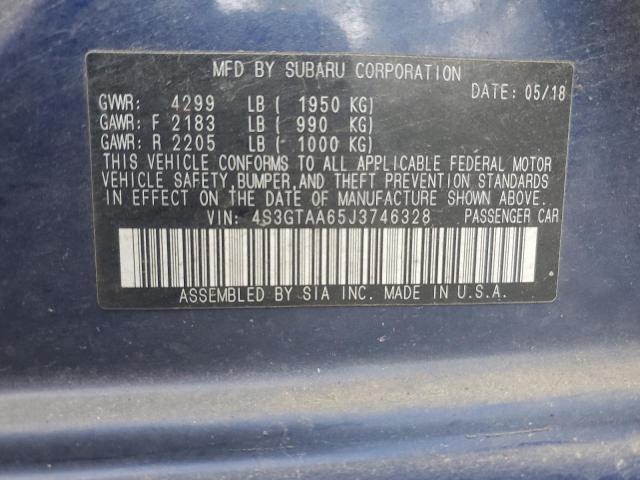 MFD BY SUBARU CORPORATION
DATE: 05/18
GVWR: 4299 LB ( 1950 KG)
GAWR: F 2183 LB ( 990 KG)
GAWR: R 2205 LB ( 1000 KG)
THIS VEHICLE CONFORMS TO ALL APPLICABLE FEDERAL MOTOR
VEHICLE SAFETY, BUMPER, AND THEFT PREVENTION STANDARDS
IN EFFECT ON THE DATE OF MANUFACTURE SHOWN ABOVE.
VIN: 4S3GTAA65J3746328 PASSENGER CAR
ASSEMBLED BY SIA INC. MADE IN U.S.A.